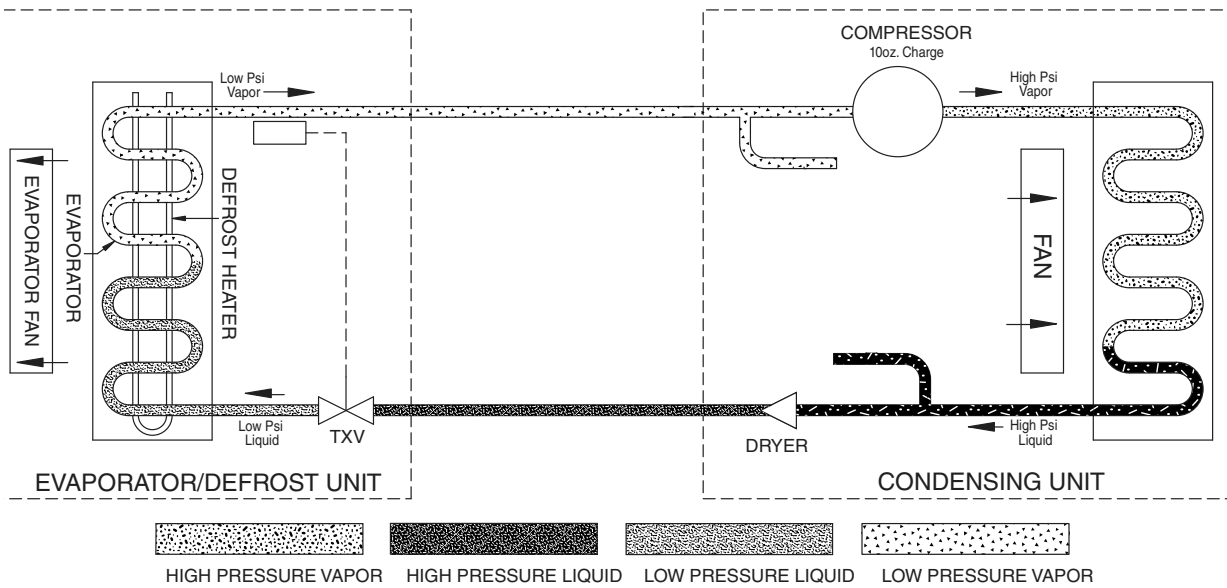 COMPRESSOR
10oz. Charge
Low Psi
Vapor
High Psi
Vapor
EVAPORATOR FAN
EVAPORATOR
DEFROST HEATER
FAN
Low Psi
Liquid
TXV
DRYER
High Psi
Liquid
EVAPORATOR/DEFROST UNIT
CONDENSING UNIT
HIGH PRESSURE VAPOR
HIGH PRESSURE LIQUID
LOW PRESSURE LIQUID
LOW PRESSURE VAPOR